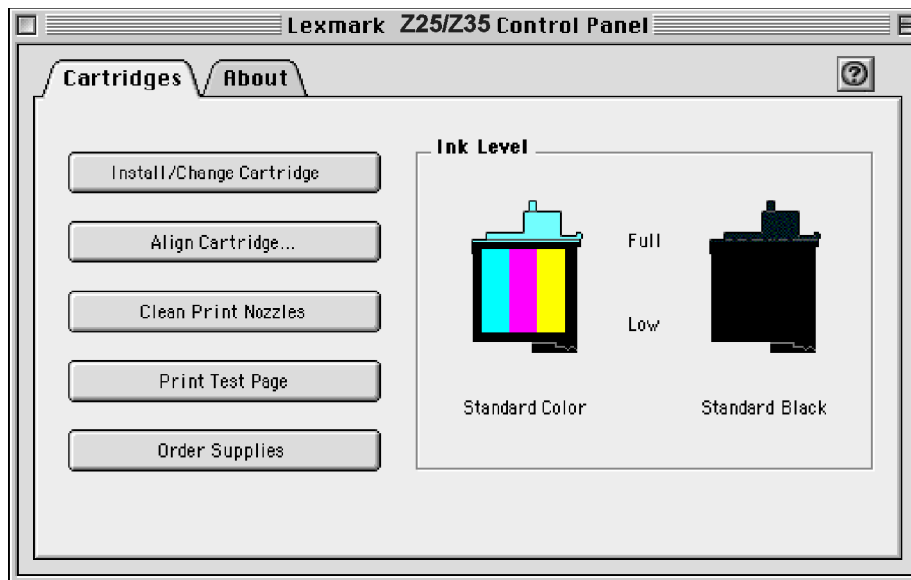 Lexmark Z25/Z35 Control Panel
Cartridges
About
?
Install/Change Cartridge
Align Cartridge...
Clean Print Nozzles
Print Test Page
Order Supplies
Ink Level
Full
Low
Standard Color
Standard Black